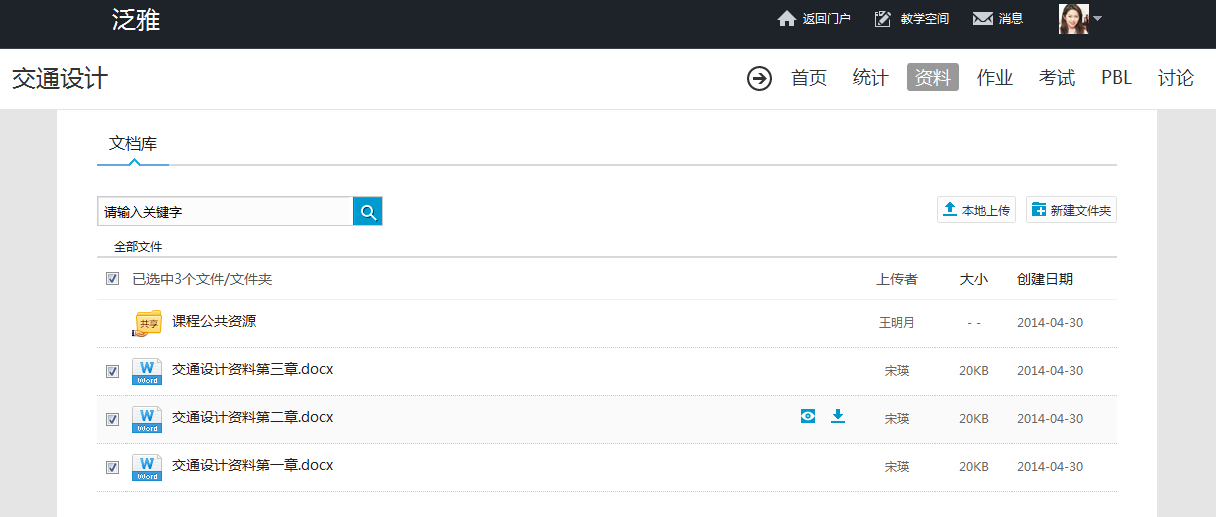 泛雅
返回门户 教学空间 消息
交通设计
首页 统计 资料 作业 考试 PBL 讨论
文档库
请输入关键字
本地上传 新建文件夹
全部文件
已选中3个文件/文件夹 上传者 大小 创建日期
共享 课程公共资源 王明月 - - 2014-04-30
W Word 交通设计资料第三章.docx 宋瑛 20KB 2014-04-30
W Word 交通设计资料第二章.docx 宋瑛 20KB 2014-04-30
W Word 交通设计资料第一章.docx 宋瑛 20KB 2014-04-30